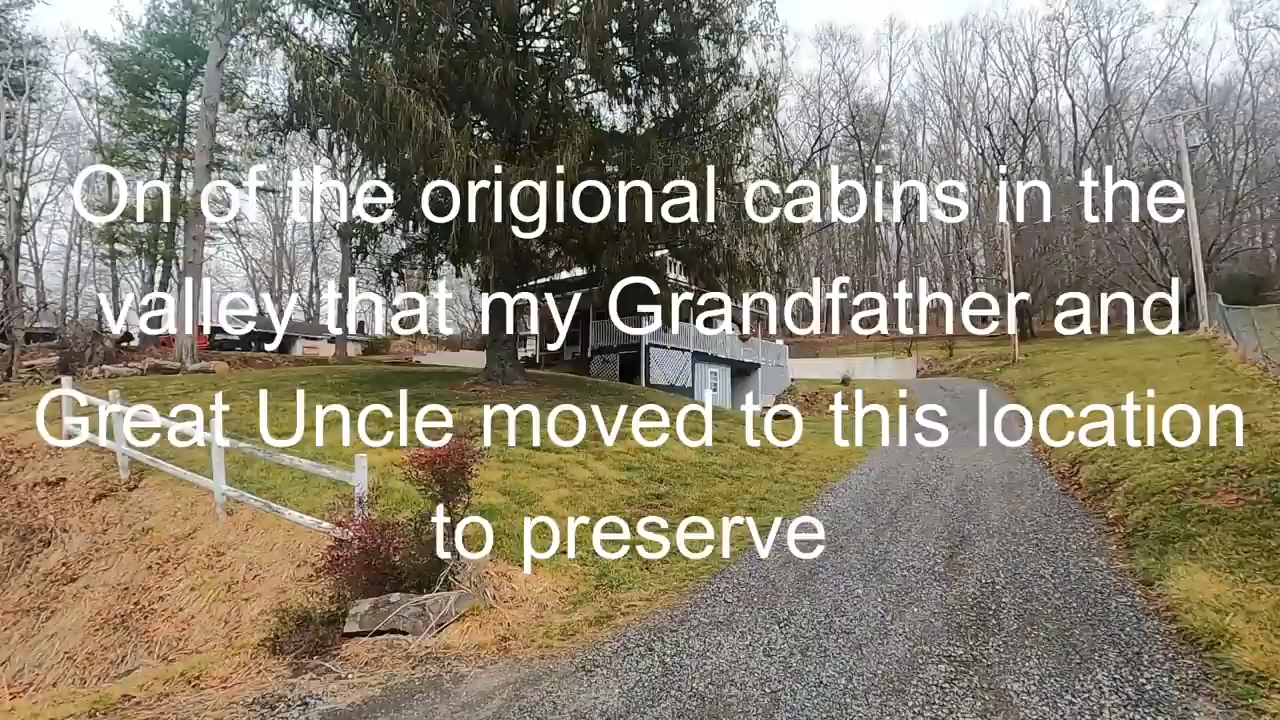 On of the origional cabins in the
valley that my Grandfather and
Great Uncle moved to this location
to preserve